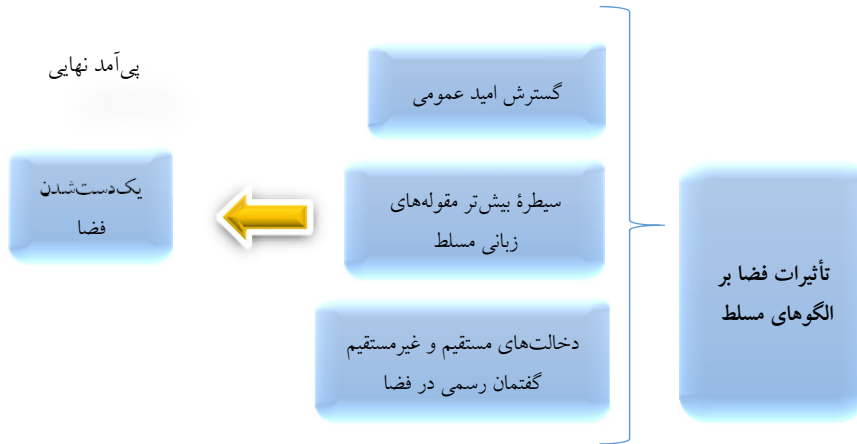 تأثیرات فضا بر
الگوهای مسلط
گسترش امید عمومی
سیطرهٔ بیش‌تر مقوله‌های
زبانی مسلط
دخالت‌های مستقیم و غیرمستقیم
گفتمان رسمی در فضا
پی‌آمد نهایی
یک‌دست‌شدن
فضا